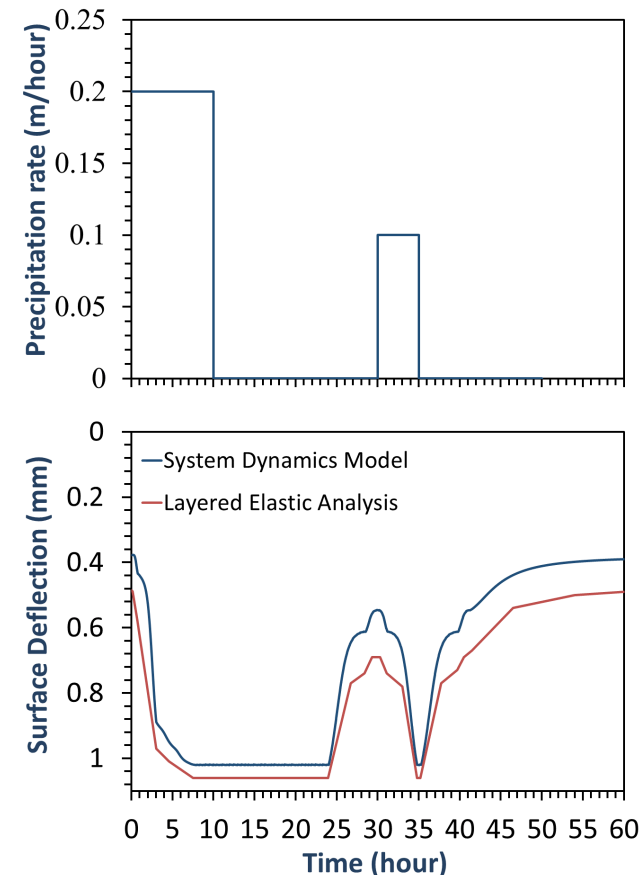 Precipitation rate (m/hour)
0.25
0.2
0.15
0.1
0.05
0
Surface Deflection (mm)
0
0.2
0.4
0.6
0.8
1
System Dynamics Model
Layered Elastic Analysis
0 5 10 15 20 25 30 35 40 45 50 55 60
Time (hour)